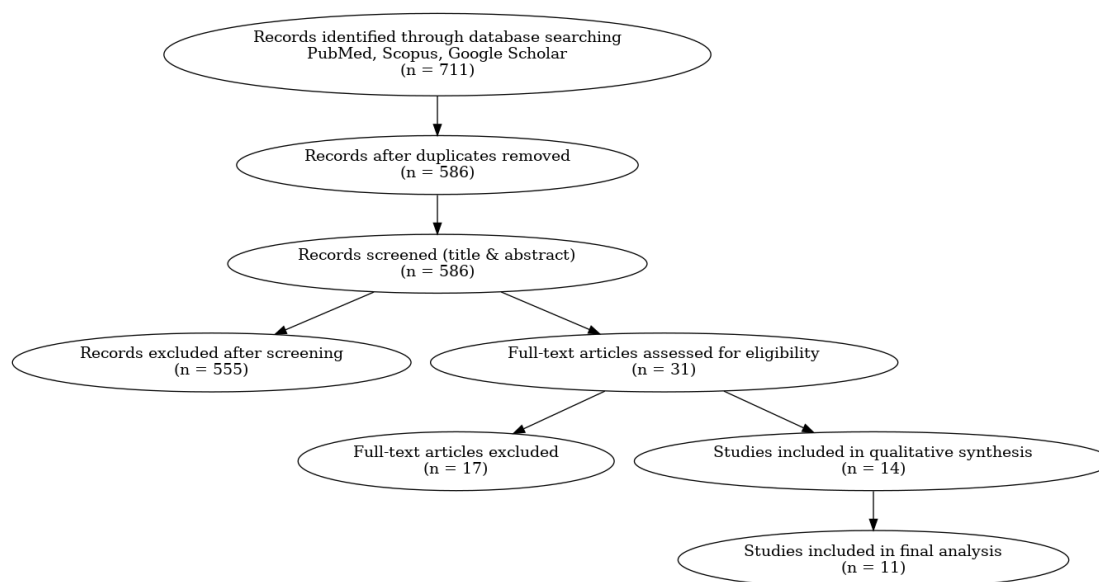 Records identified through database searching
PubMed, Scopus, Google Scholar
(n = 711)
Records after duplicates removed
(n = 586)
Records screened (title & abstract)
(n = 586)
Records excluded after screening
(n = 555)
Full-text articles assessed for eligibility
(n = 31)
Full-text articles excluded
(n = 17)
Studies included in qualitative synthesis
(n = 14)
Studies included in final analysis
(n = 11)